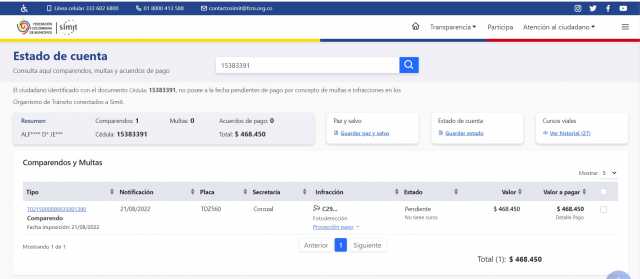 Línea celular 333 602 6800 01 8000 413 588 contactosimit@fcm.org.co
FEDERACIÓN COLOMBIANA DE MUNICIPIOS simit
Transparencia Participa Atención al ciudadano
Estado de cuenta
Consulta aquí comparendos, multas y acuerdos de pago
15383391
El ciudadano identificado con el documento Cédula: 15383391, no posee a la fecha pendientes de pago por concepto de multas e infracciones en los
Organismo de Tránsito conectados a Simit.
Resumen Comparendos: 1 Multas: 0 Acuerdos de pago: 0
Cédula: 15383391 Total: $ 468.450
Paz y salvo
Guardar paz y salvo
Estado de cuenta
Guardar estado
Cursos viales
Ver historial (27)
Comparendos y Multas
Mostrar: 5
Tipo Notificación Placa Secretaría Infracción Estado Valor Valor a pagar
21/08/2022 Corozal C29... Pendiente $ 468.450 $ 468.450
Comparendo Fotodetección No tiene curso Detalle Pago
Fecha imposición: 21/08/2022 Proyección pago
Mostrando 1 de 1
Anterior 1 Siguiente
Total (1): $ 468.450